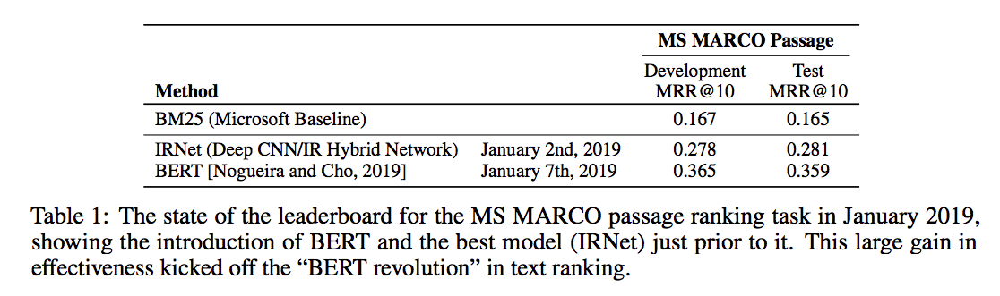 MS MARCO Passage
Development Test
Method MRR@10 MRR@10
BM25 (Microsoft Baseline) 0.167 0.165
IRNet (Deep CNN/IR Hybrid Network) January 2nd, 2019 0.278 0.281
BERT [Nogueira and Cho, 2019] January 7th, 2019 0.365 0.359
Table 1: The state of the leaderboard for the MS MARCO passage ranking task in January 2019,
showing the introduction of BERT and the best model (IRNet) just prior to it. This large gain in
effectiveness kicked off the “BERT revolution” in text ranking.